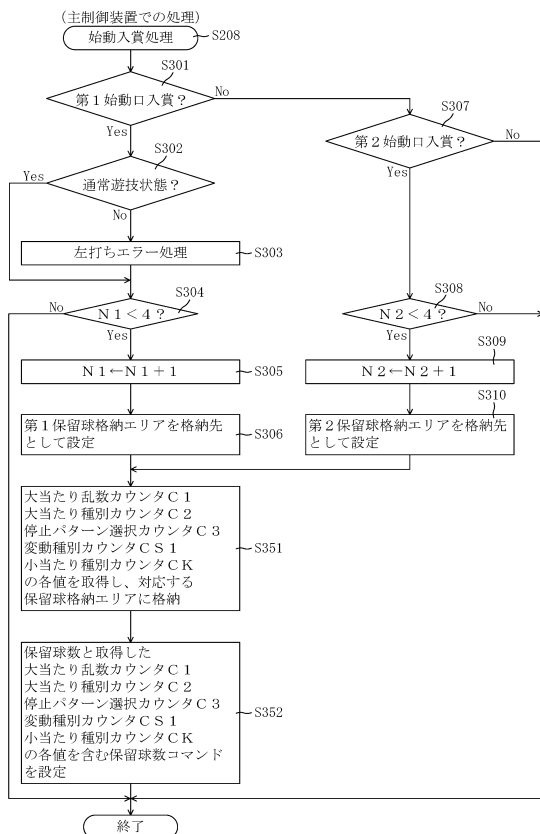 (主制御装置での処理)
始動入賞処理
S208
S301
第1始動口入賞?
No
Yes
S307
第2始動口入賞?
No
Yes
S302
通常遊技状態?
Yes
No
左打ちエラー処理
S303
S304
N1<4?
No
Yes
S308
N2<4?
No
Yes
N1←N1+1
S305
S309
N2←N2+1
第1保留球格納エリアを格納先
として設定
S306
S310
第2保留球格納エリアを格納先
として設定
大当たり乱数カウンタC1
大当たり種別カウンタC2
停止パターン選択カウンタC3
変動種別カウンタCS1
小当たり種別カウンタCK
の各値を取得し、対応する
保留球格納エリアに格納
S351
保留球数と取得した
大当たり乱数カウンタC1
大当たり種別カウンタC2
停止パターン選択カウンタC3
変動種別カウンタCS1
小当たり種別カウンタCK
の各値を含む保留球数コマンド
を設定
S352
終了